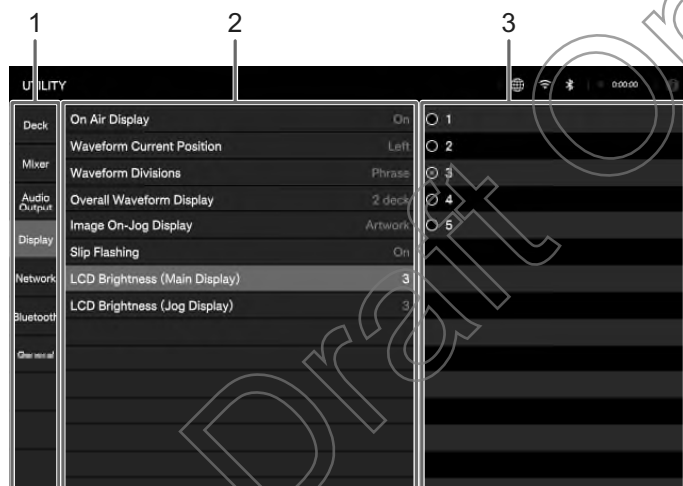 1 2 3
UTILITY 0:00:00
Deck
Mixer
Audio
Output
Display
Network
Bluetooth
General
On Air Display On
Waveform Current Position Left
Waveform Divisions Phrase
Overall Waveform Display 2 deck
Image On-Jog Display Artwork
Slip Flashing On
LCD Brightness (Main Display) 3
LCD Brightness (Jog Display) 3
1
2
3
4
5
Draft On